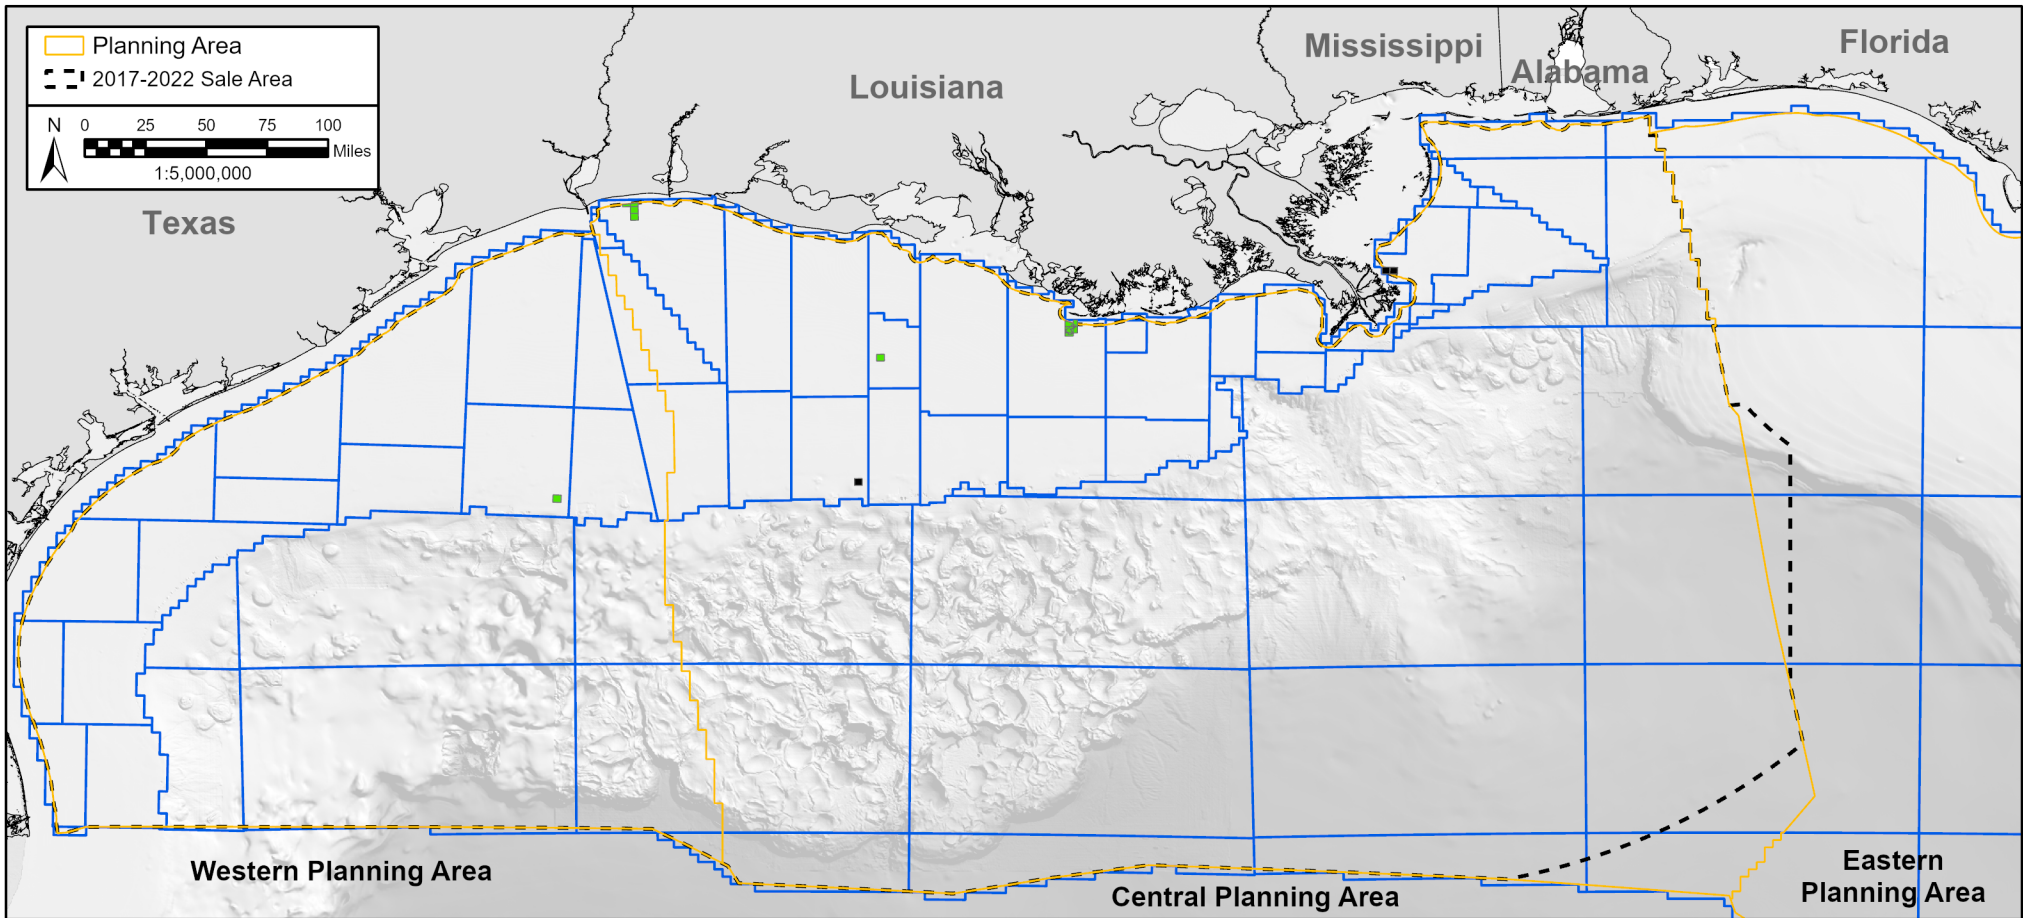 Planning Area
2017-2022 Sale Area
N
0 25 50 75 100
Miles
1:5,000,000
Texas
Louisiana
Mississippi
Alabama
Florida
Western Planning Area
Central Planning Area
Eastern
Planning Area